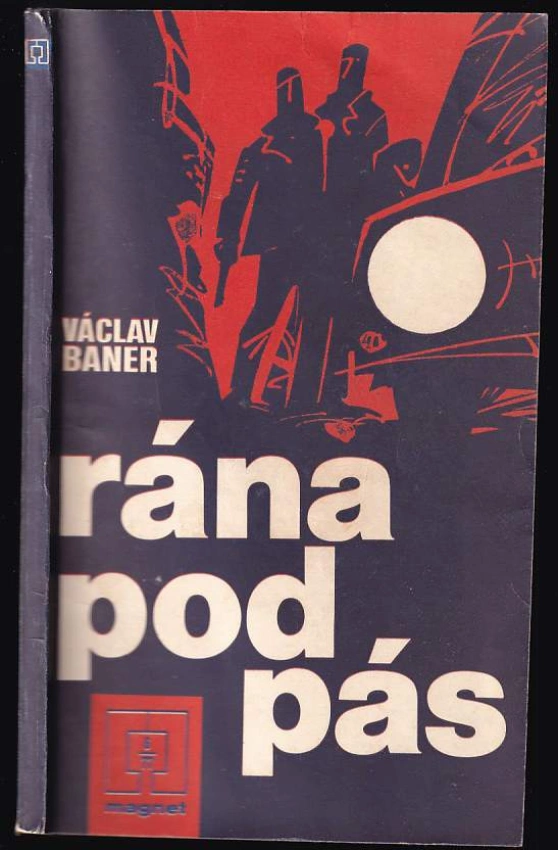 VÁCLAV
BANER
rána
pod
pás
magnet